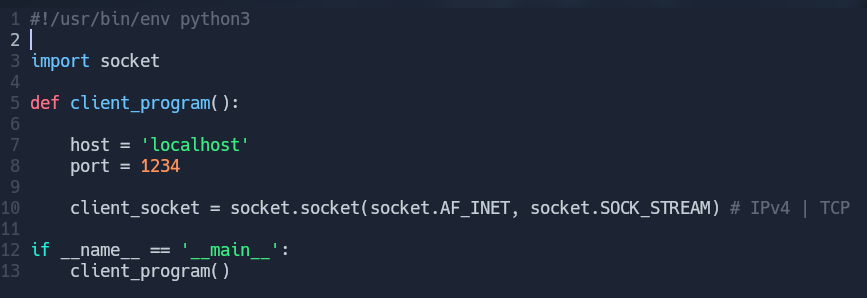 1 #!/usr/bin/env python3
2
3 import socket
4
5 def client_program():
6
7     host = 'localhost'
8     port = 1234
9
10     client_socket = socket.socket(socket.AF_INET, socket.SOCK_STREAM) # IPv4 | TCP
11
12 if __name__ == '__main__':
13     client_program()